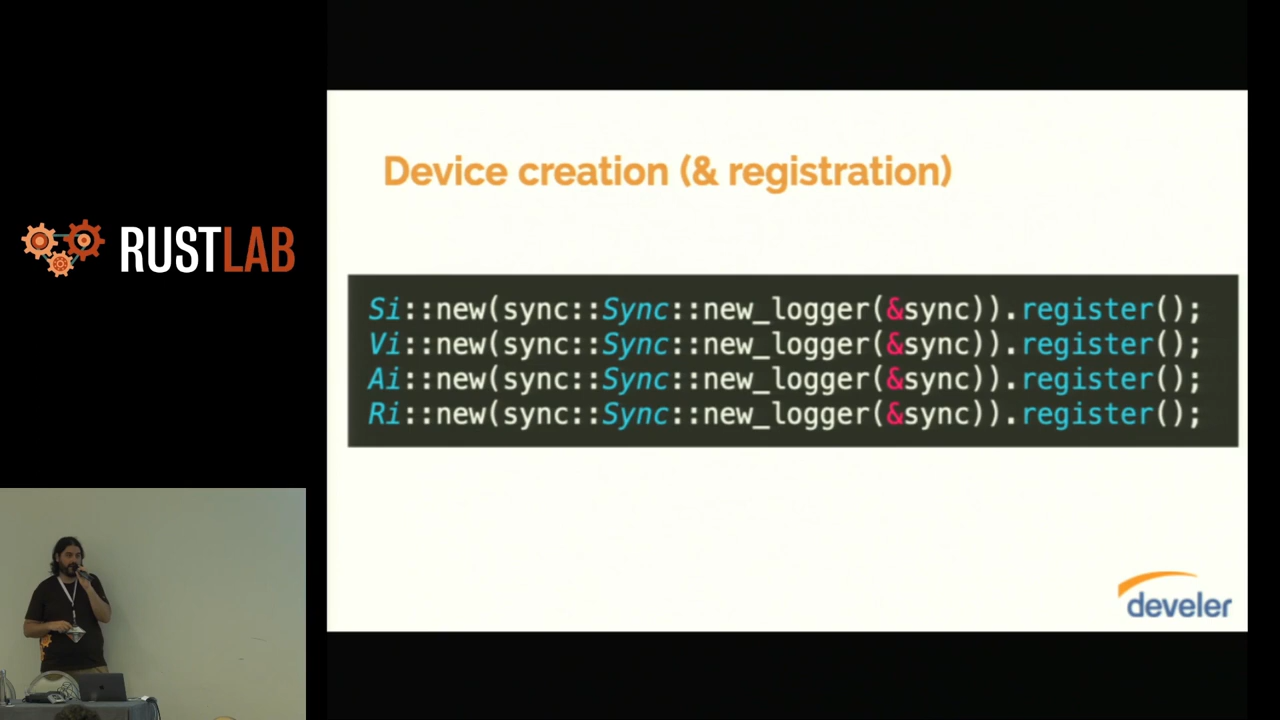 RUSTLAB
Device creation (& registration)
Si::new(sync::Sync::new_logger(&sync)).register();
Vi::new(sync::Sync::new_logger(&sync)).register();
Ai::new(sync::Sync::new_logger(&sync)).register();
Ri::new(sync::Sync::new_logger(&sync)).register();
develer